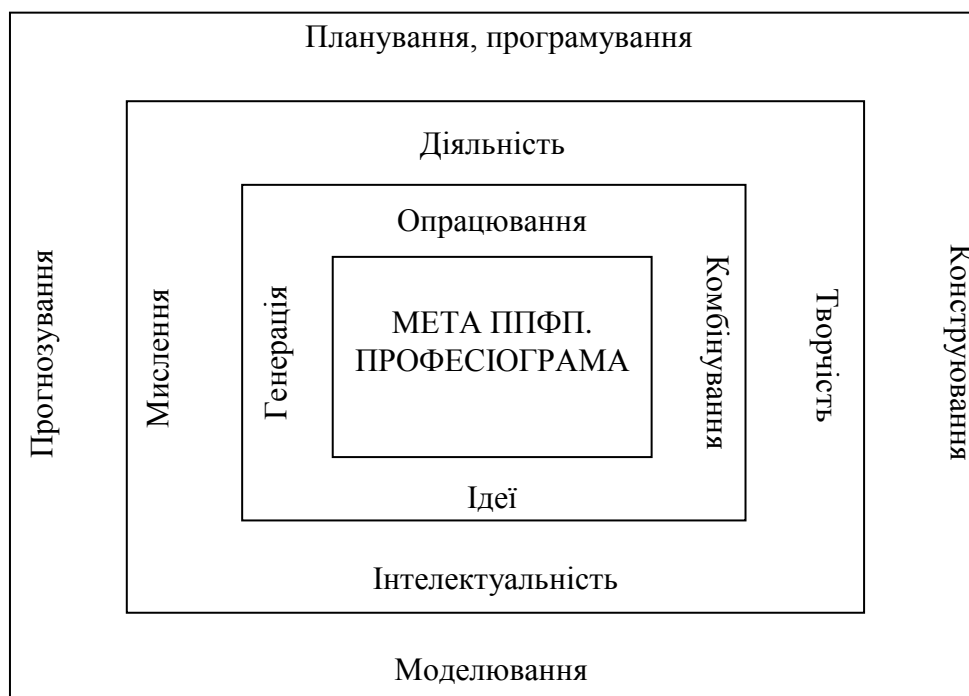 Планування, програмування
Діяльність
Опрацювання
Прогнозування
Мислення
Генерація
МЕТА ППФП.
ПРОФЕСІОГРАМА
Комбінування
Творчість
Конструювання
Ідеї
Інтелектуальність
Моделювання